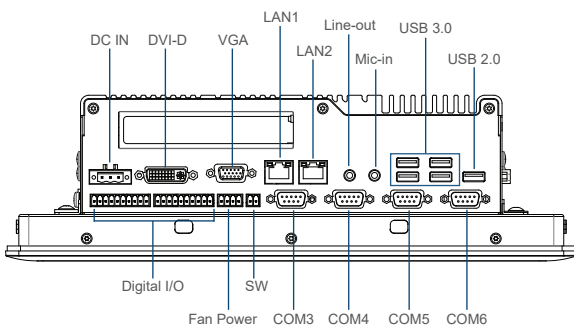 LAN1
Line-out
USB 3.0
DC IN
DVI-D
VGA
LAN2
Mic-in
USB 2.0
Digital I/O
SW
Fan Power
COM3
COM4
COM5
COM6